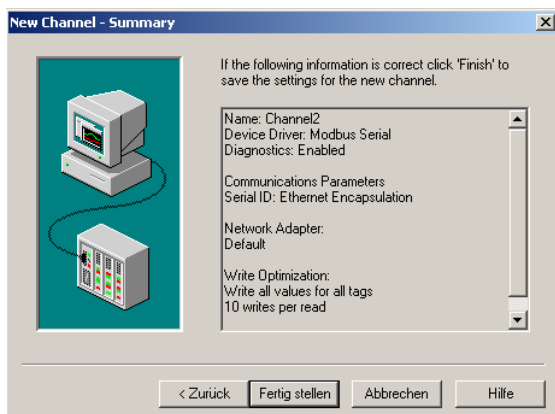 New Channel - Summary
If the following information is correct click 'Finish' to
save the settings for the new channel.
Name: Channel2
Device Driver: Modbus Serial
Diagnostics: Enabled
Communications Parameters
Serial ID: Ethernet Encapsulation
Network Adapter:
Default
Write Optimization:
Write all values for all tags
10 writes per read
< Zurück Fertig stellen Abbrechen Hilfe